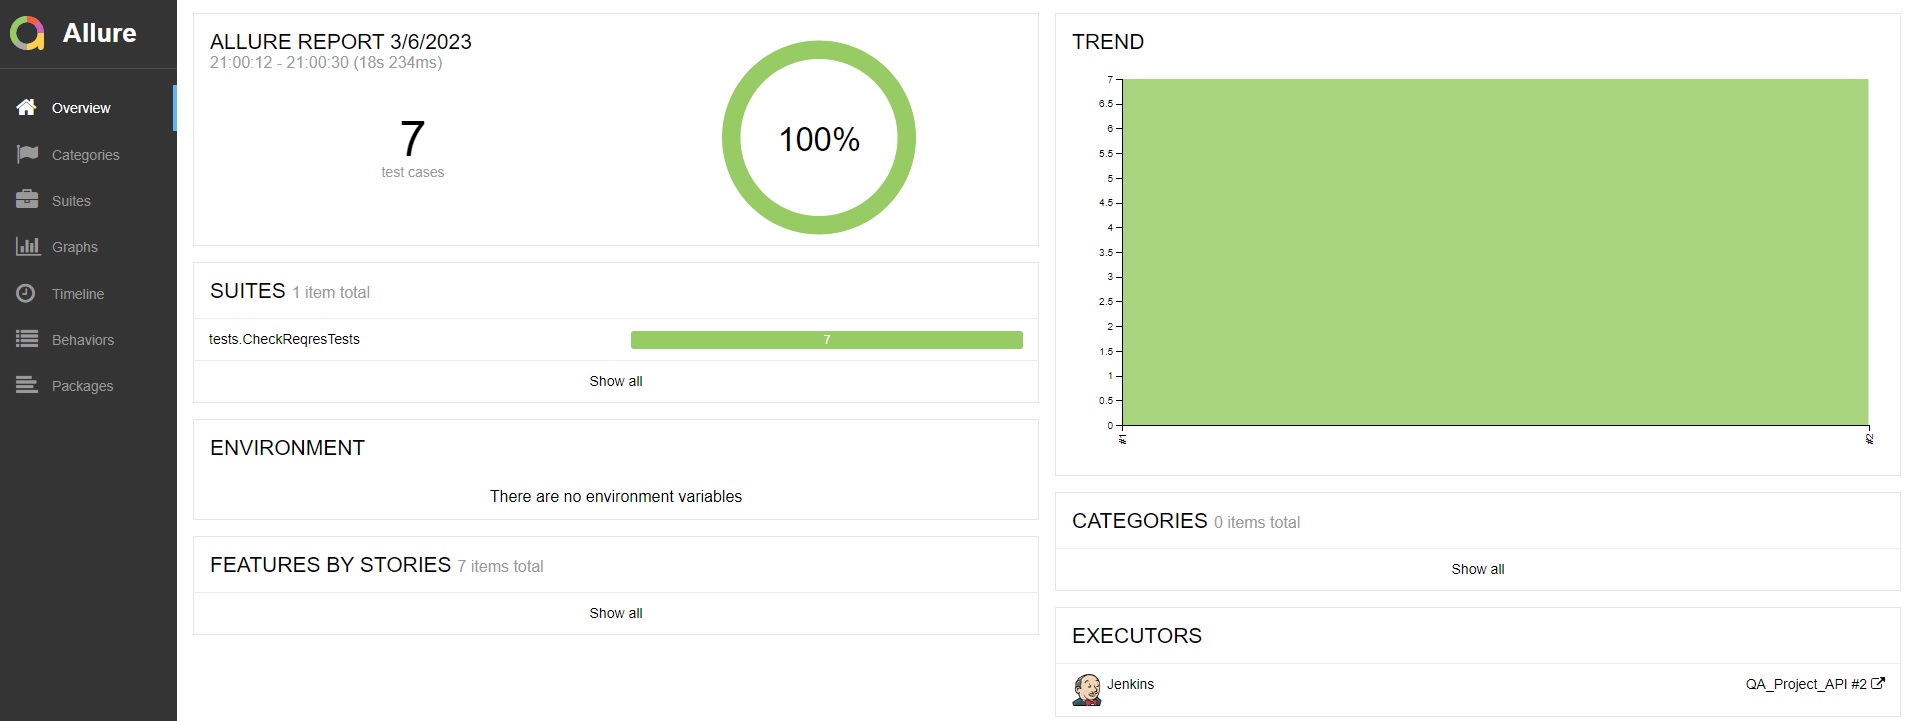 Allure
Overview
Categories
Suites
Graphs
Timeline
Behaviors
Packages
ALLURE REPORT 3/6/2023
21:00:12 - 21:00:30 (18s 234ms)
7
test cases
100%
SUITES 1 item total
tests.CheckReqresTests 7
Show all
ENVIRONMENT
There are no environment variables
FEATURES BY STORIES 7 items total
Show all
TREND
7
6.5
6
5.5
5
4.5
4
3.5
3
2.5
2
1.5
1
0.5
0
#1 #2
CATEGORIES 0 items total
Show all
EXECUTORS
Jenkins QA_Project_API #2